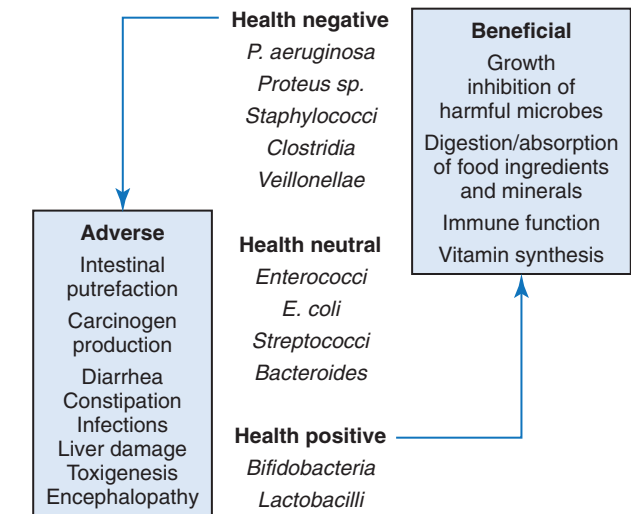 Health negative
P. aeruginosa
Proteus sp.
Staphylococci
Clostridia
Veillonellae
Adverse
Intestinal
putrefaction
Carcinogen
production
Diarrhea
Constipation
Infections
Liver damage
Toxigenesis
Encephalopathy
Health neutral
Enterococci
E. coli
Streptococci
Bacteroides
Health positive
Bifidobacteria
Lactobacilli
Beneficial
Growth
inhibition of
harmful microbes
Digestion/absorption
of food ingredients
and minerals
Immune function
Vitamin synthesis